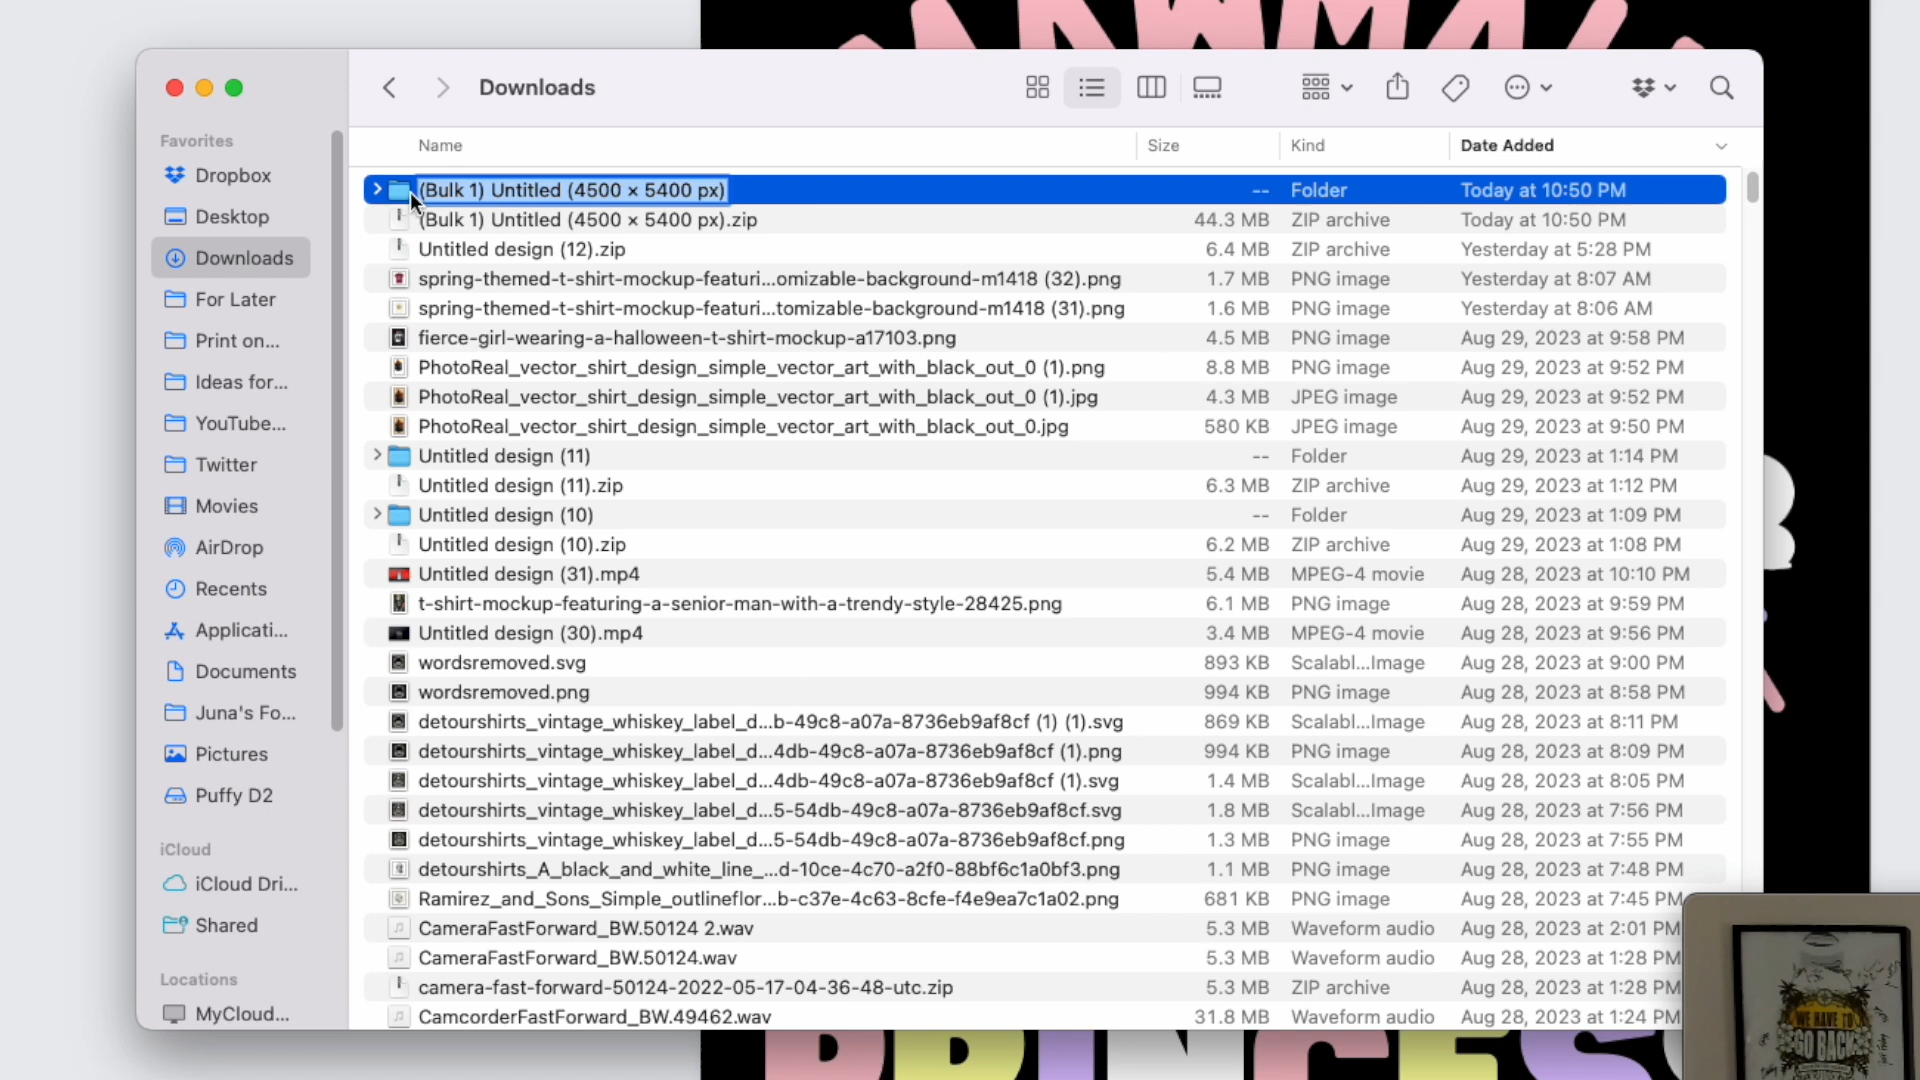 Downloads
Favorites
Dropbox
Desktop
Downloads
For Later
Print on...
Ideas for...
YouTube...
Twitter
Movies
AirDrop
Recents
Applicati...
Documents
Juna's Fo...
Pictures
Puffy D2
iCloud
iCloud Dri...
Shared
Locations
MyCloud...
Name Size Kind Date Added
(Bulk 1) Untitled (4500 × 5400 px) -- Folder Today at 10:50 PM
(Bulk 1) Untitled (4500 × 5400 px).zip 44.3 MB ZIP archive Today at 10:50 PM
Untitled design (12).zip 6.4 MB ZIP archive Yesterday at 5:28 PM
spring-themed-t-shirt-mockup-featuri...omizable-background-m1418 (32).png 1.7 MB PNG image Yesterday at 8:07 AM
spring-themed-t-shirt-mockup-featuri...tomizable-background-m1418 (31).png 1.6 MB PNG image Yesterday at 8:06 AM
fierce-girl-wearing-a-halloween-t-shirt-mockup-a17103.png 4.5 MB PNG image Aug 29, 2023 at 9:58 PM
PhotoReal_vector_shirt_design_simple_vector_art_with_black_out_0 (1).png 8.8 MB PNG image Aug 29, 2023 at 9:52 PM
PhotoReal_vector_shirt_design_simple_vector_art_with_black_out_0 (1).jpg 4.3 MB JPEG image Aug 29, 2023 at 9:52 PM
PhotoReal_vector_shirt_design_simple_vector_art_with_black_out_0.jpg 580 KB JPEG image Aug 29, 2023 at 9:50 PM
Untitled design (11) -- Folder Aug 29, 2023 at 1:14 PM
Untitled design (11).zip 6.3 MB ZIP archive Aug 29, 2023 at 1:12 PM
Untitled design (10) -- Folder Aug 29, 2023 at 1:09 PM
Untitled design (10).zip 6.2 MB ZIP archive Aug 29, 2023 at 1:08 PM
Untitled design (31).mp4 5.4 MB MPEG-4 movie Aug 28, 2023 at 10:10 PM
t-shirt-mockup-featuring-a-senior-man-with-a-trendy-style-28425.png 6.1 MB PNG image Aug 28, 2023 at 9:59 PM
Untitled design (30).mp4 3.4 MB MPEG-4 movie Aug 28, 2023 at 9:56 PM
wordsremoved.svg 893 KB Scalabl...Image Aug 28, 2023 at 9:00 PM
wordsremoved.png 994 KB PNG image Aug 28, 2023 at 8:58 PM
detourshirts_vintage_whiskey_label_d...b-49c8-a07a-8736eb9af8cf (1) (1).svg 869 KB Scalabl...Image Aug 28, 2023 at 8:11 PM
detourshirts_vintage_whiskey_label_d...4db-49c8-a07a-8736eb9af8cf (1).png 994 KB PNG image Aug 28, 2023 at 8:09 PM
detourshirts_vintage_whiskey_label_d...4db-49c8-a07a-8736eb9af8cf (1).svg 1.4 MB Scalabl...Image Aug 28, 2023 at 8:05 PM
detourshirts_vintage_whiskey_label_d...5-54db-49c8-a07a-8736eb9af8cf.svg 1.8 MB Scalabl...Image Aug 28, 2023 at 7:56 PM
detourshirts_vintage_whiskey_label_d...5-54db-49c8-a07a-8736eb9af8cf.png 1.3 MB PNG image Aug 28, 2023 at 7:55 PM
detourshirts_A_black_and_white_line_...d-10ce-4c70-a2f0-88bf6c1a0bf3.png 1.1 MB PNG image Aug 28, 2023 at 7:48 PM
Ramirez_and_Sons_Simple_outlineflor...b-c37e-4c63-8cfe-f4e9ea7c1a02.png 681 KB PNG image Aug 28, 2023 at 7:45 PM
CameraFastForward_BW.50124 2.wav 5.3 MB Waveform audio Aug 28, 2023 at 2:01 PM
CameraFastForward_BW.50124.wav 5.3 MB Waveform audio Aug 28, 2023 at 1:28 PM
camera-fast-forward-50124-2022-05-17-04-36-48-utc.zip 5.3 MB ZIP archive Aug 28, 2023 at 1:28 PM
CamcorderFastForward_BW.49462.wav 31.8 MB Waveform audio Aug 28, 2023 at 1:24 PM
WE HAVE TO
GO BACK